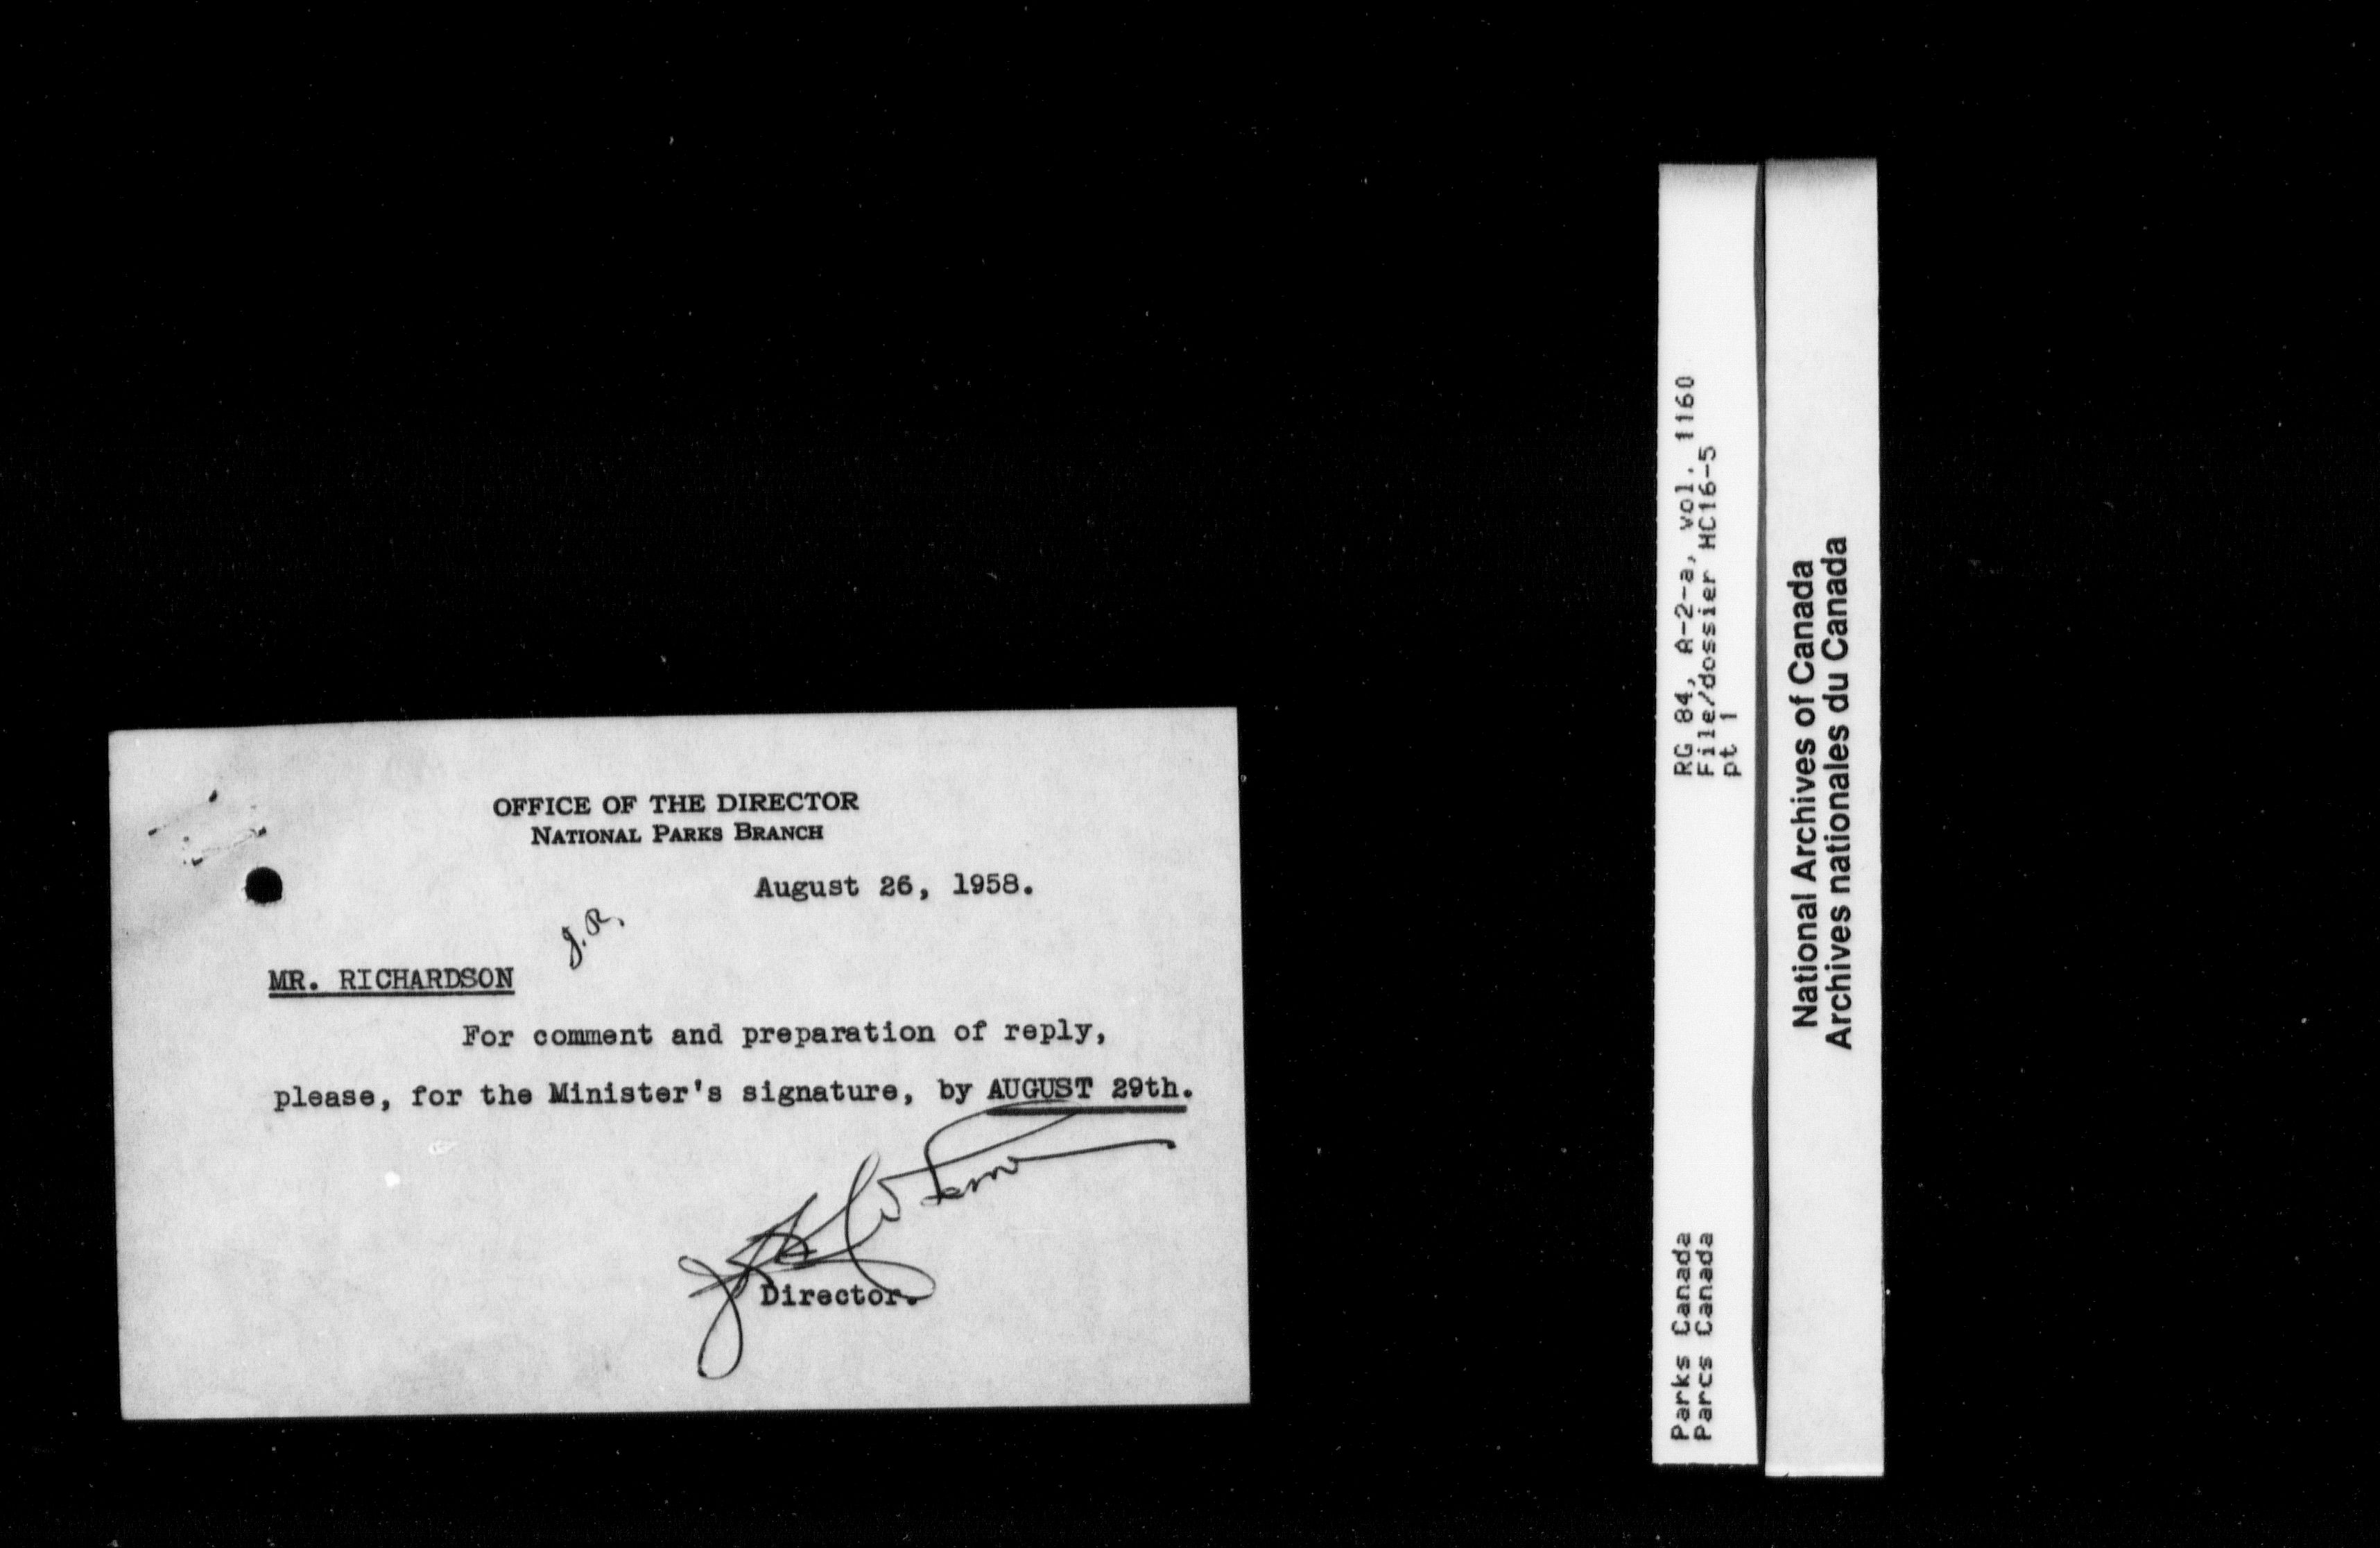 OFFICE OF THE DIRECTOR
NATIONAL PARKS BRANCH
August 26, 1958.
J.R.
MR. RICHARDSON
For comment and preparation of reply,
please, for the Minister's signature, by AUGUST 29th.
Director.
RG 84, A-2-a, vol. 1160
File/dossier HC16-5
pt 1
Parks Canada
Parcs Canada
National Archives of Canada
Archives nationales du Canada